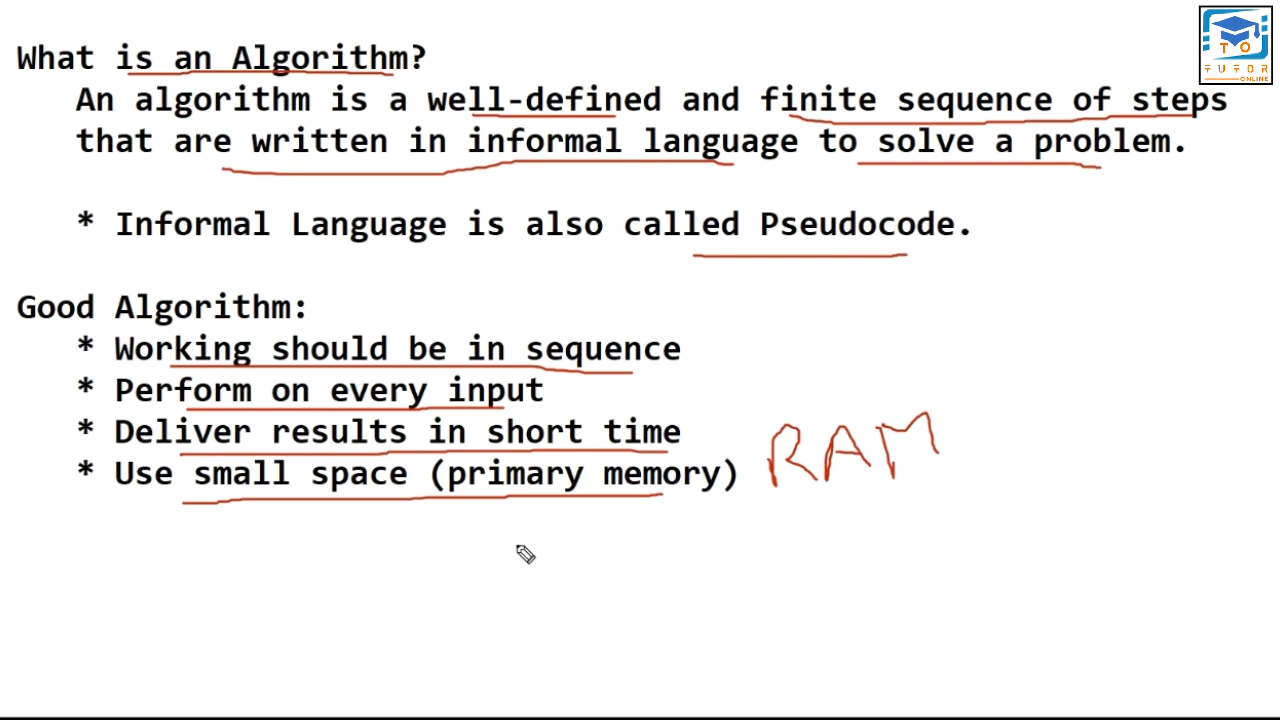 What is an Algorithm?
An algorithm is a well-defined and finite sequence of steps
that are written in informal language to solve a problem.
* Informal Language is also called Pseudocode.
Good Algorithm:
* Working should be in sequence
* Perform on every input
* Deliver results in short time
* Use small space (primary memory) RAM
TO
TUTOR
ONLINE